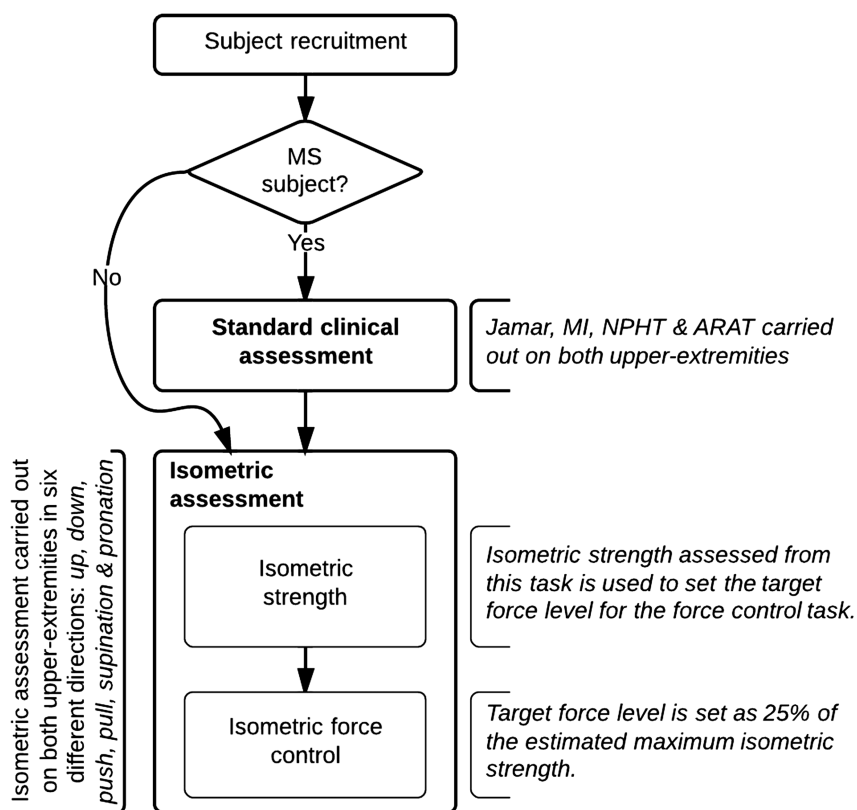 Subject recruitment
MS
subject?
Yes
No
Standard clinical
assessment
Jamar, MI, NPHT & ARAT carried
out on both upper-extremities
Isometric assessment carried out
on both upper-extremities in six
different directions: up, down,
push, pull, supination & pronation
Isometric
assessment
Isometric
strength
Isometric strength assessed from
this task is used to set the target
force level for the force control task.
Isometric force
control
Target force level is set as 25% of
the estimated maximum isometric
strength.